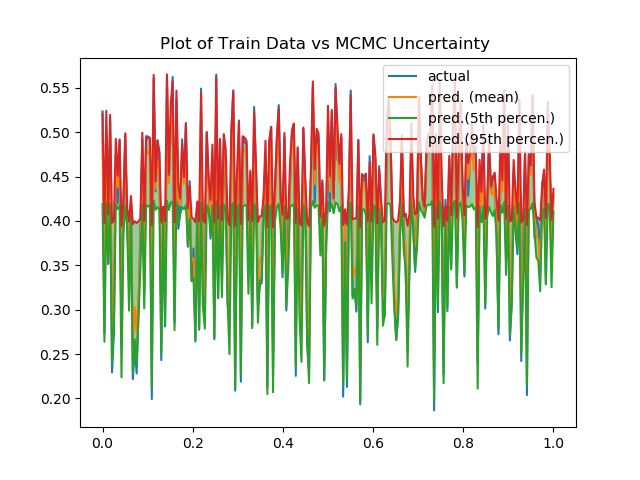 Plot of Train Data vs MCMC Uncertainty
actual
pred. (mean)
pred.(5th percen.)
pred.(95th percen.)
0.55
0.50
0.45
0.40
0.35
0.30
0.25
0.20
0.0 0.2 0.4 0.6 0.8 1.0